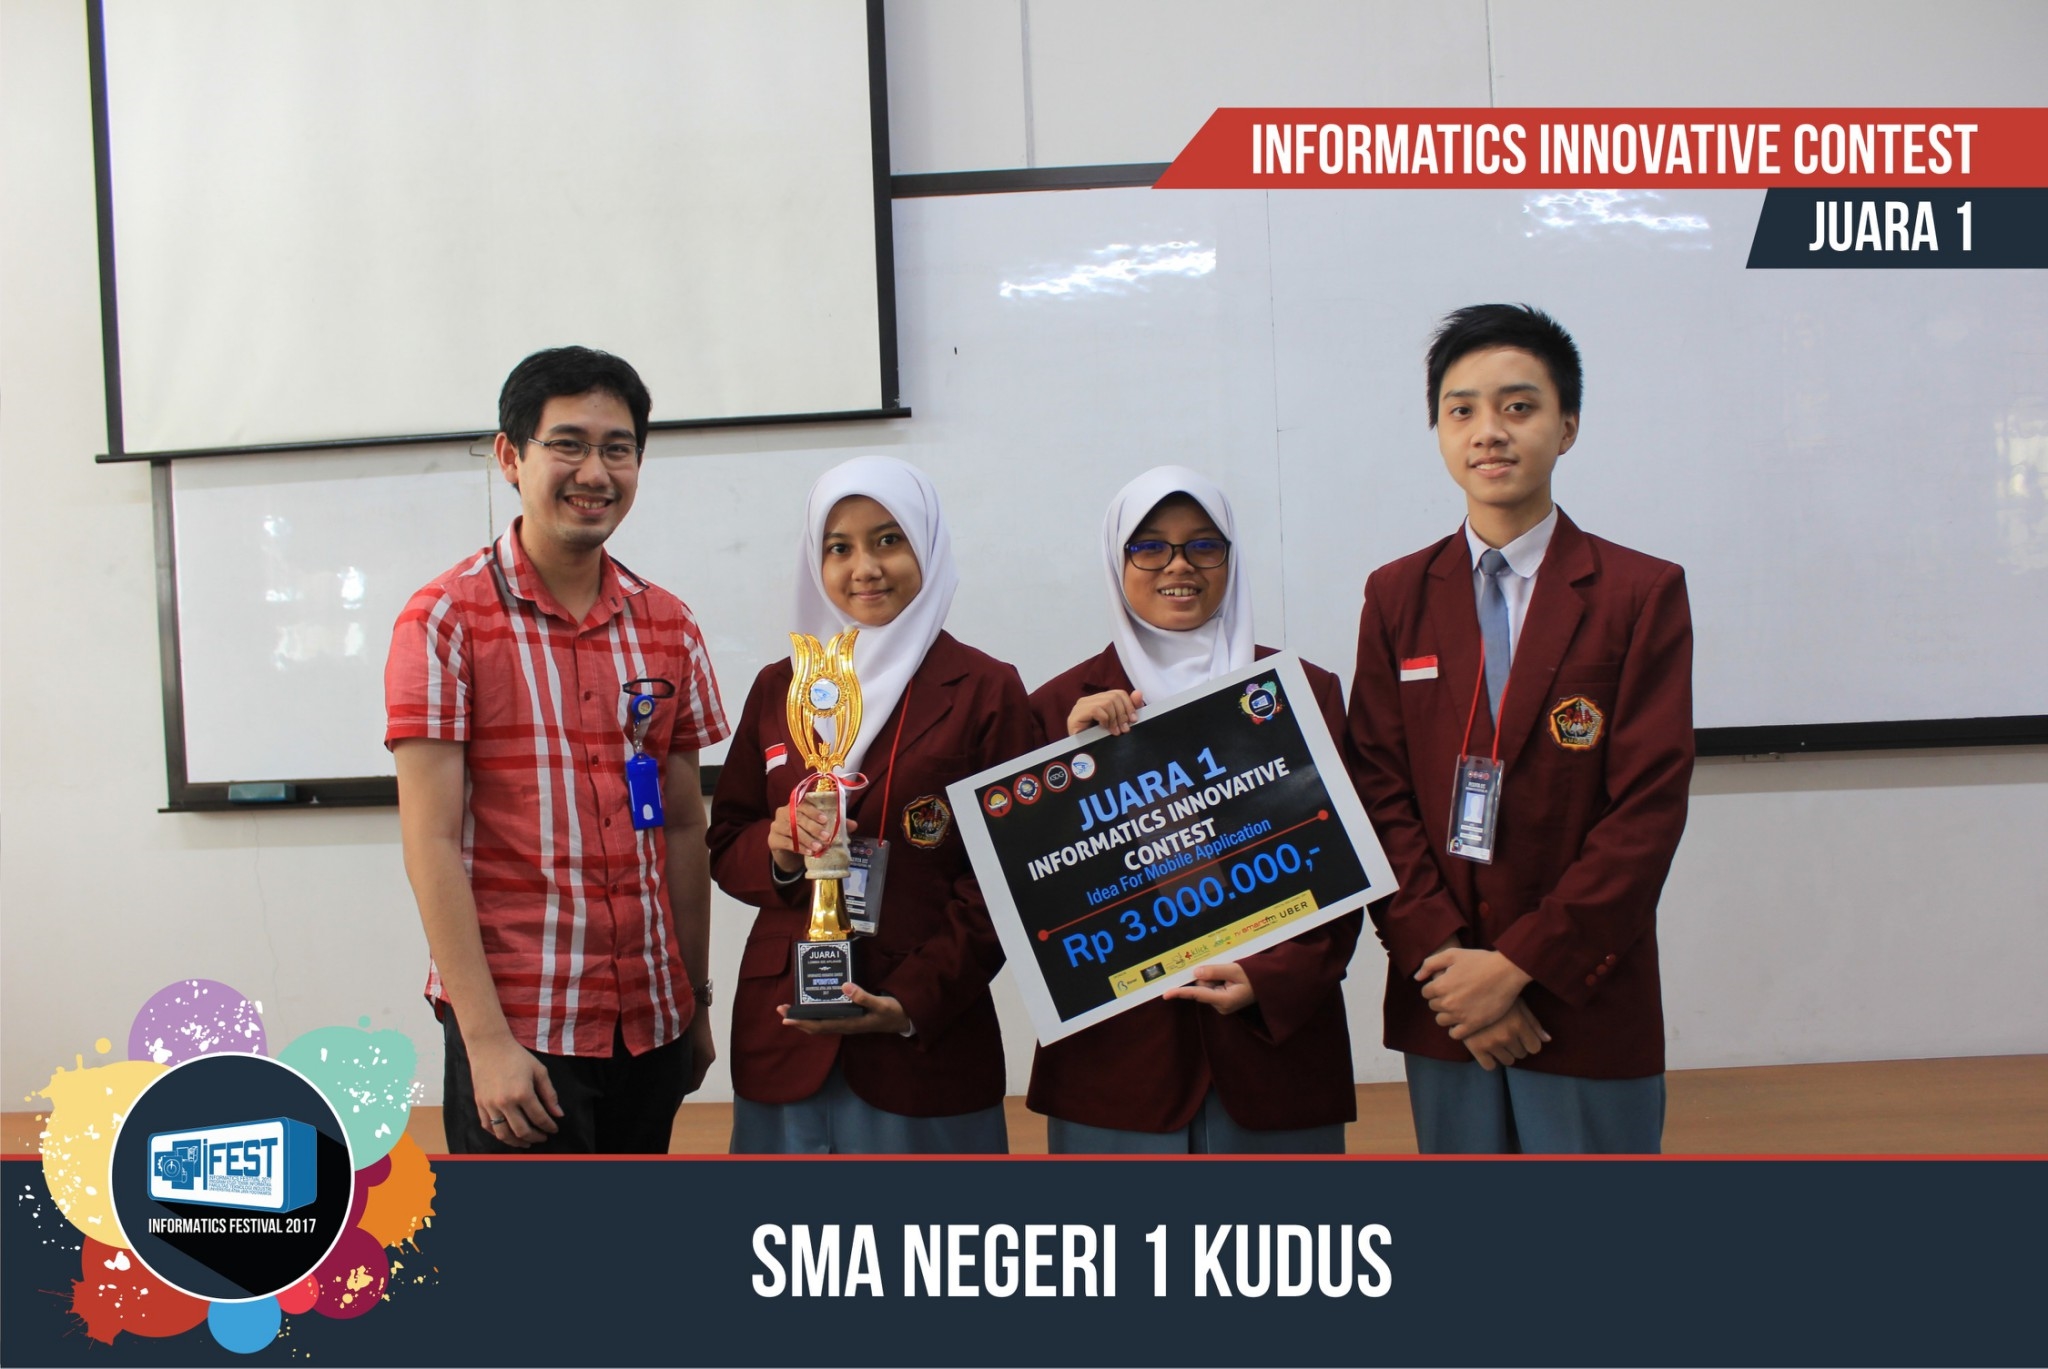 INFORMATICS INNOVATIVE CONTEST
JUARA 1
JUARA 1
INFORMATICS INNOVATIVE
CONTEST
Idea For Mobile Application
Rp 3.000.000,-
smartfm
UBER
JUARA I
iFEST
INFORMATICS FESTIVAL 2017
SMA NEGERI 1 KUDUS